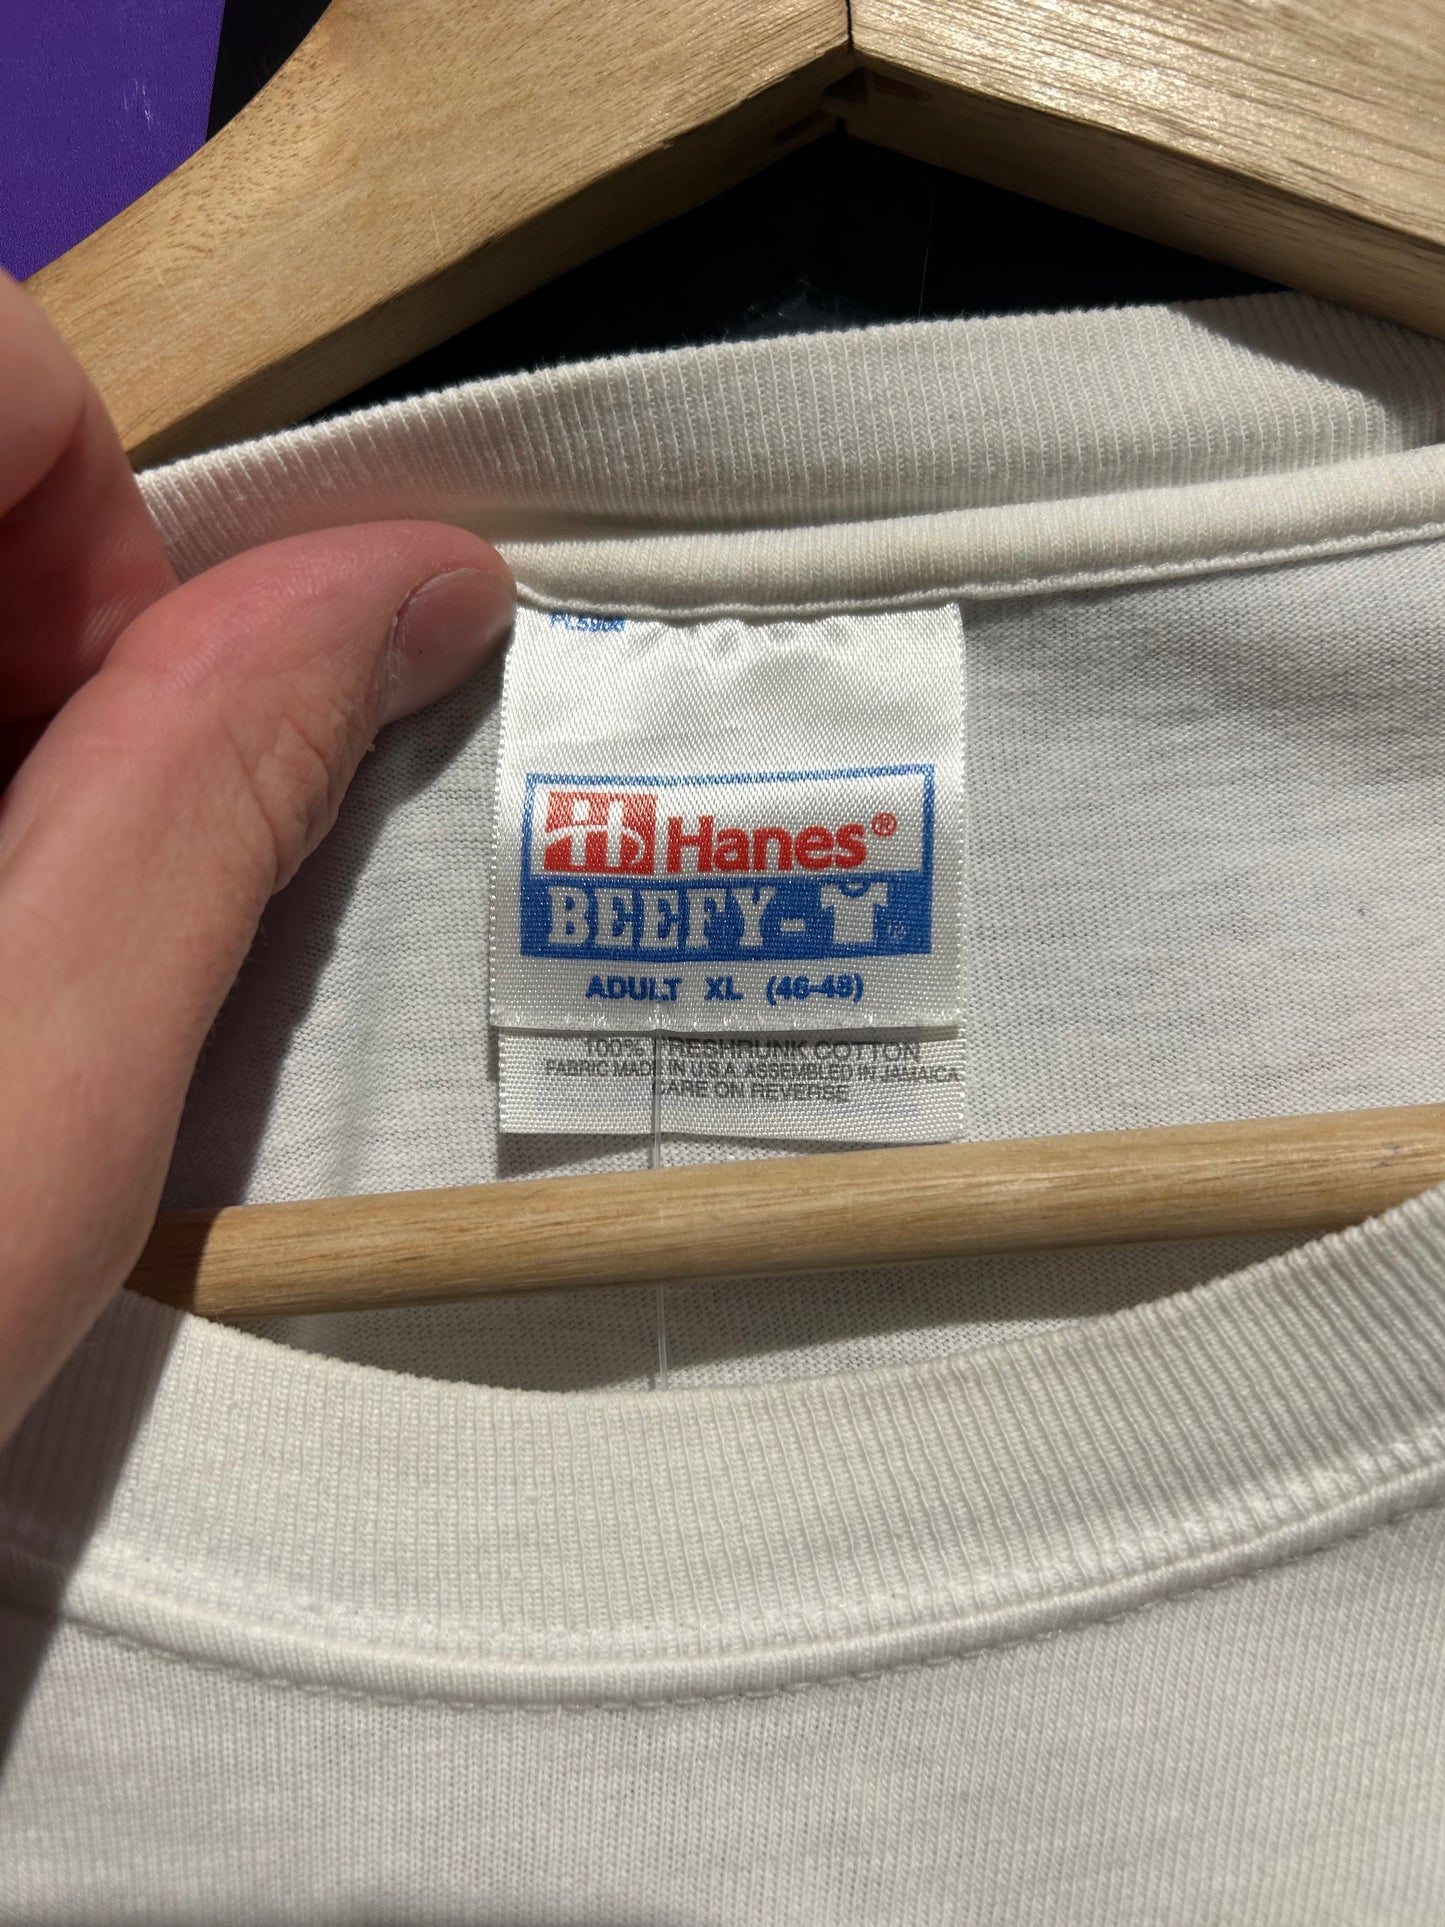 Hanes®
BEEFY-T
ADULT XL (46-48)
100% PRESHRUNK COTTON
FABRIC MADE IN U.S.A. ASSEMBLED IN JAMAICA
CARE ON REVERSE